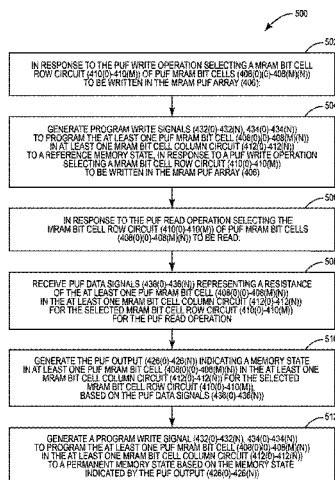 500
502
IN RESPONSE TO THE PUF WRITE OPERATION SELECTING A MRAM BIT CELL
ROW CIRCUIT (410(0)-410(M)) OF PUF MRAM BIT CELLS (408(0)(0)-408(M)(N))
TO BE WRITTEN IN THE MRAM PUF ARRAY (406):
504
GENERATE PROGRAM WRITE SIGNALS (432(0)-432(N), 434(0)-434(N))
TO PROGRAM THE AT LEAST ONE PUF MRAM BIT CELL (408(0)(0)-408(M)(N))
IN AT LEAST ONE MRAM BIT CELL COLUMN CIRCUIT (412(0)-412(N))
TO A REFERENCE MEMORY STATE, IN RESPONSE TO A PUF WRITE OPERATION
SELECTING A MRAM BIT CELL ROW CIRCUIT (410(0)-410(M))
TO BE WRITTEN IN THE MRAM PUF ARRAY (406)
506
IN RESPONSE TO THE PUF READ OPERATION SELECTING THE
MRAM BIT CELL ROW CIRCUIT (410(0)-410(M)) OF PUF MRAM BIT CELLS
(408(0)(0)-408(M)(N)) TO BE READ:
508
RECEIVE PUF DATA SIGNALS (436(0)-436(N)) REPRESENTING A RESISTANCE
OF THE AT LEAST ONE PUF MRAM BIT CELL (408(0)(0)-408(M)(N))
IN THE AT LEAST ONE MRAM BIT CELL COLUMN CIRCUIT (412(0)-412(N))
FOR THE SELECTED MRAM BIT CELL ROW CIRCUIT (410(0)-410(M))
FOR THE PUF READ OPERATION
510
GENERATE THE PUF OUTPUT (426(0)-426(N)) INDICATING A MEMORY STATE
IN AT LEAST ONE PUF MRAM BIT CELL (408(0)(0)-408(M)(N)) IN THE AT LEAST ONE
MRAM BIT CELL COLUMN CIRCUIT (412(0)-412(N)) FOR THE SELECTED
MRAM BIT CELL ROW CIRCUIT (410(0)-410(M)),
BASED ON THE PUF DATA SIGNALS (436(0)-436(N))
512
GENERATE A PROGRAM WRITE SIGNAL (432(0)-432(N), 434(0)-434(N))
TO PROGRAM THE AT LEAST ONE PUF MRAM BIT CELL (408(0)(0)-408(M)(N))
IN THE AT LEAST ONE MRAM BIT CELL COLUMN CIRCUIT (412(0)-412(N))
TO A PERMANENT MEMORY STATE BASED ON THE MEMORY STATE
INDICATED BY THE PUF OUTPUT (426(0)-426(N))